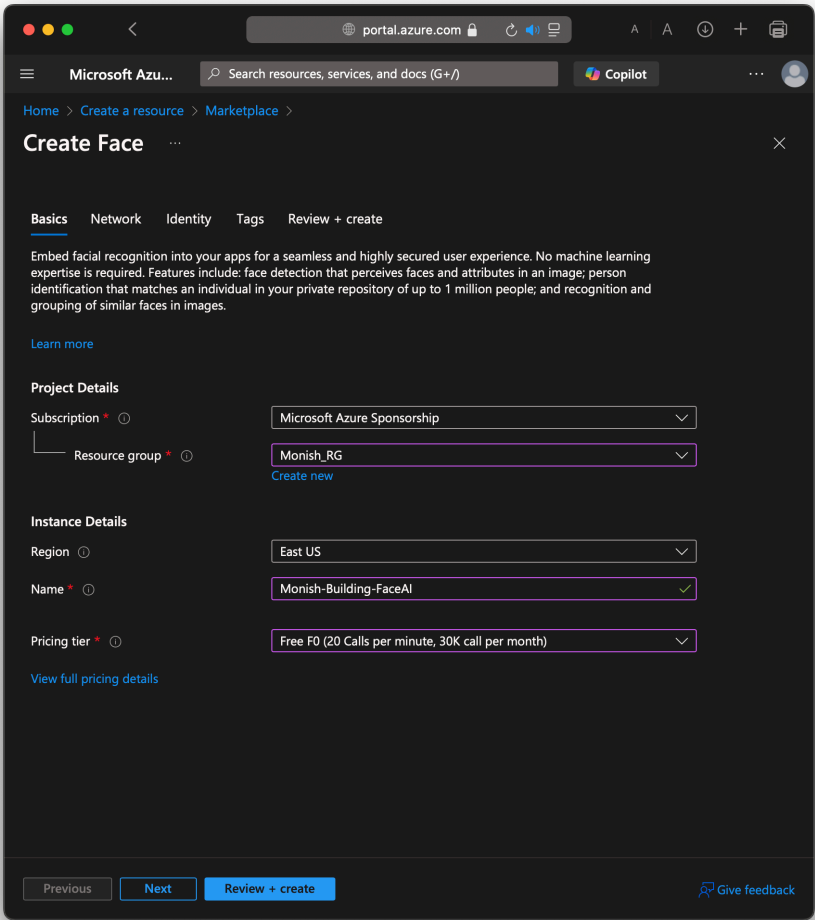 portal.azure.com
A A
Microsoft Azu...
Search resources, services, and docs (G+/)
Copilot
...
Home > Create a resource > Marketplace >
Create Face ...
Basics Network Identity Tags Review + create
Embed facial recognition into your apps for a seamless and highly secured user experience. No machine learning
expertise is required. Features include: face detection that perceives faces and attributes in an image; person
identification that matches an individual in your private repository of up to 1 million people; and recognition and
grouping of similar faces in images.
Learn more
Project Details
Subscription *
Microsoft Azure Sponsorship
Resource group *
Monish_RG
Create new
Instance Details
Region
East US
Name *
Monish-Building-FaceAI
Pricing tier *
Free F0 (20 Calls per minute, 30K call per month)
View full pricing details
Previous Next Review + create Give feedback